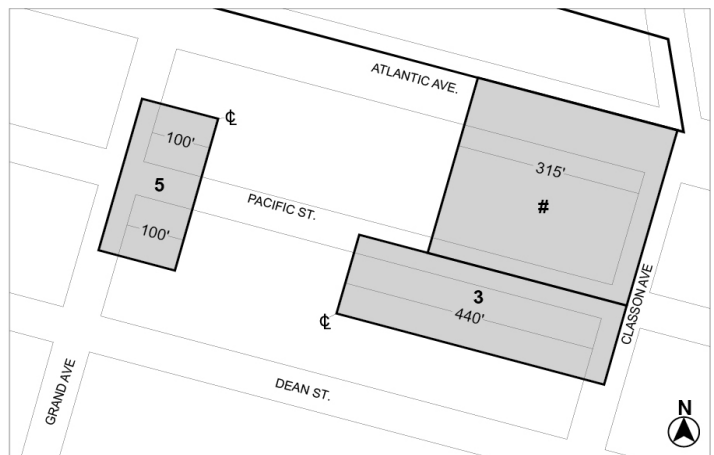 ATLANTIC AVE.
℄
100'
315'
5
#
PACIFIC ST.
100'
3
440'
℄
CLASSON AVE
GRAND AVE
DEAN ST.
N